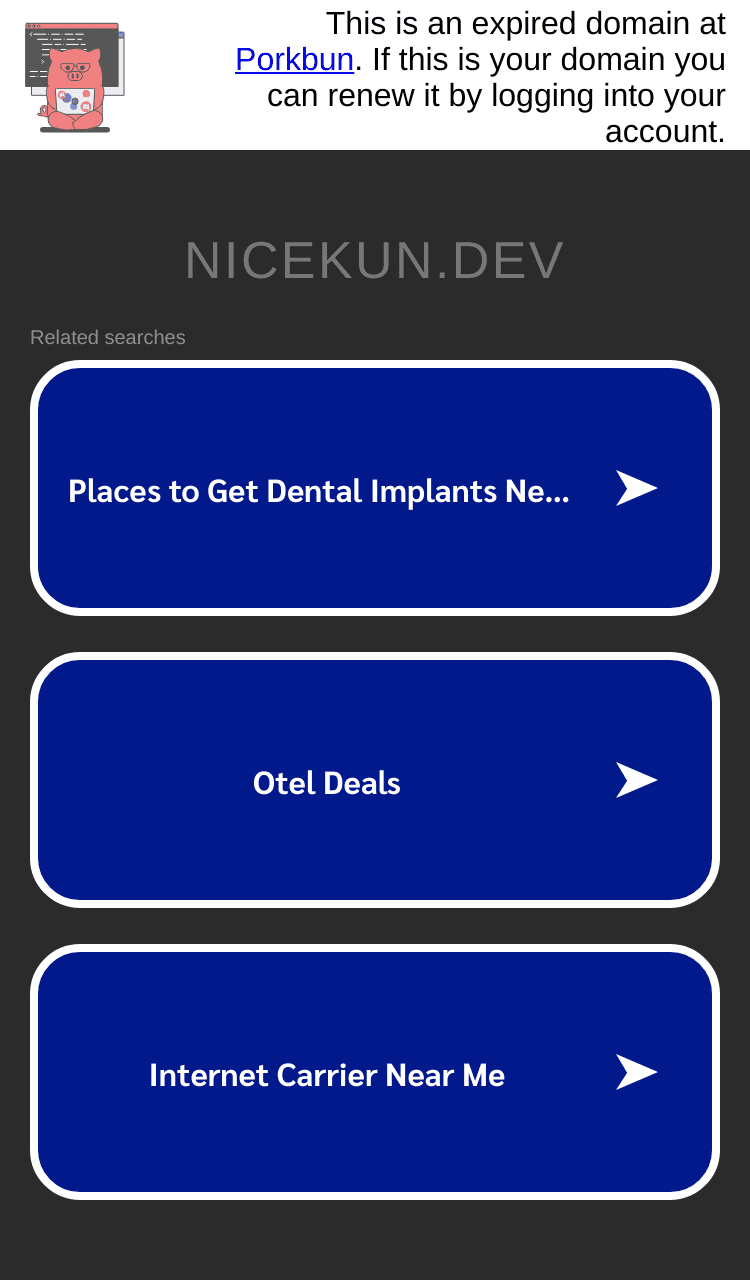 This is an expired domain at
Porkbun. If this is your domain you
can renew it by logging into your
account.
NICEKUN.DEV
Related searches
Places to Get Dental Implants Ne...
Otel Deals
Internet Carrier Near Me